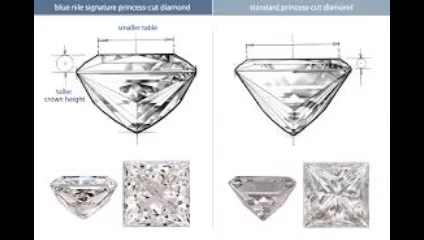 blue nile signature princess-cut diamond
standard princess-cut diamond
smaller table
taller
crown height